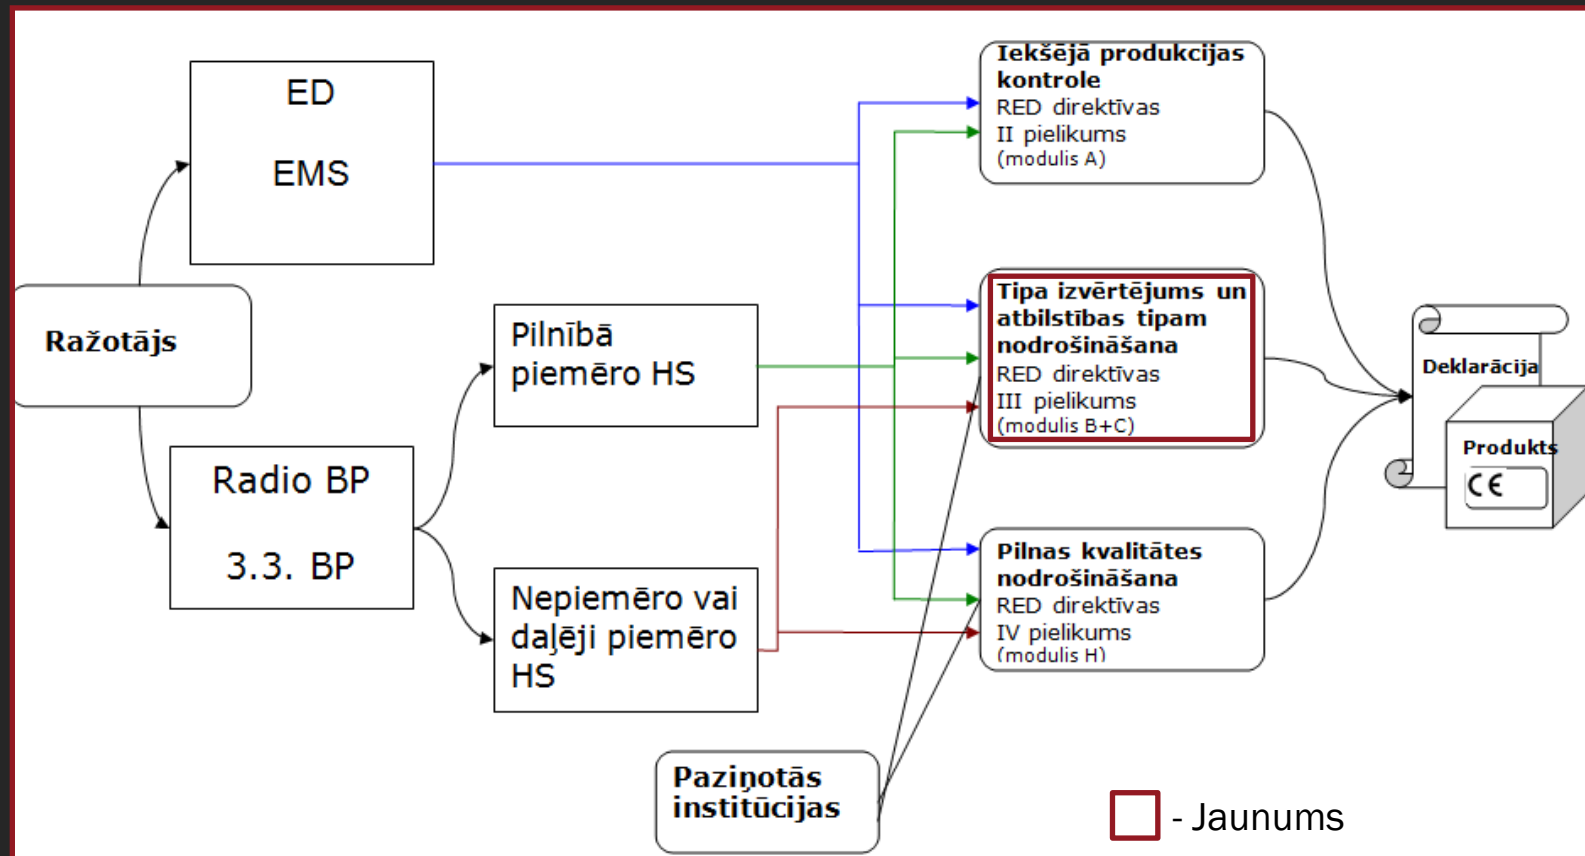 ED
EMS
Ražotājs
Radio BP
3.3. BP
Pilnībā
piemēro HS
Nepiemēro vai
daļēji piemēro
HS
Paziņotās
institūcijas
Iekšējā produkcijas
kontrole
RED direktīvas
II pielikums
(modulis A)
Tipa izvērtējums un
atbilstības tipam
nodrošināšana
RED direktīvas
III pielikums
(modulis B+C)
Pilnas kvalitātes
nodrošināšana
RED direktīvas
IV pielikums
(modulis H)
Deklarācija
Produkts
CE
- Jaunums